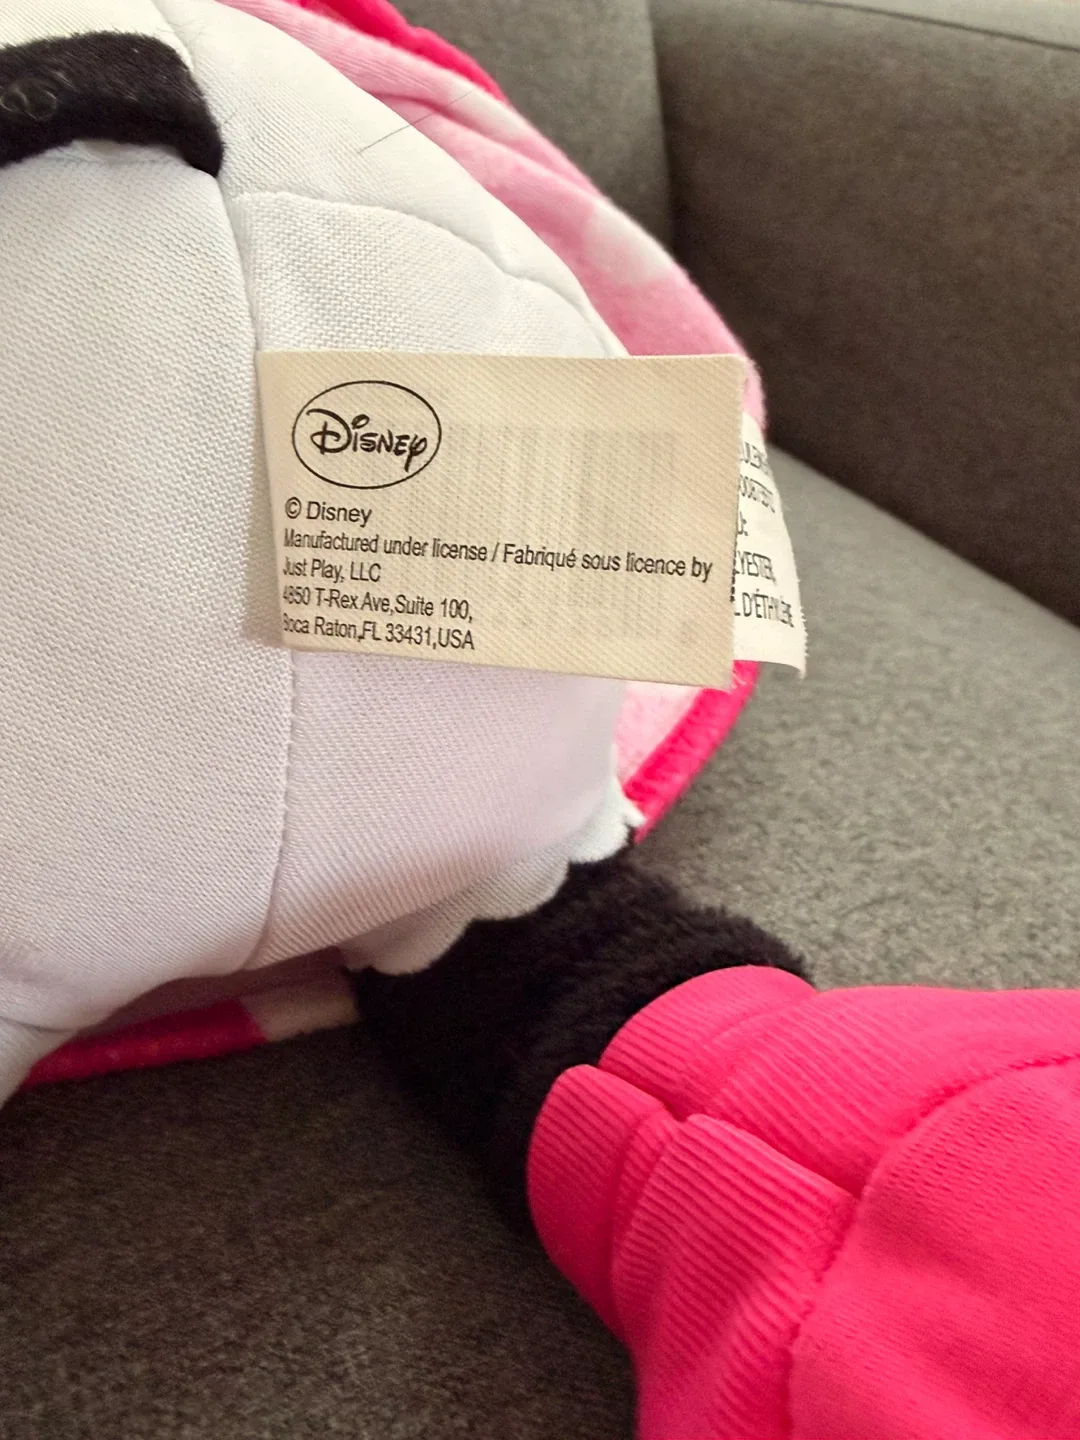 Disney
© Disney
Manufactured under license / Fabriqué sous licence by
Just Play, LLC
4850 T-Rex Ave,Suite 100,
Boca Raton,FL 33431,USA
D'ÉTHYLÈNE